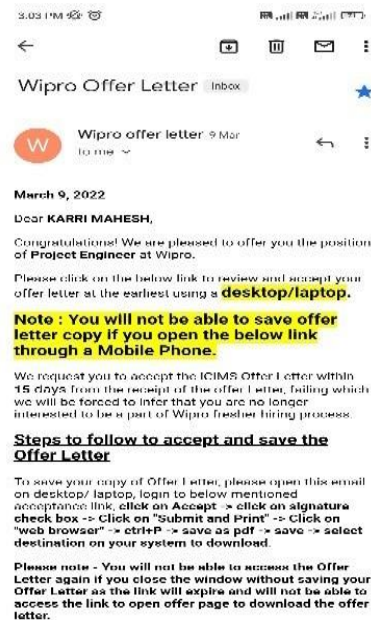 3:03 PM
Wipro Offer Letter Inbox
W
Wipro offer letter 9 Mar
to me
March 9, 2022
Dear KARRI MAHESH,
Congratulations! We are pleased to offer you the position
of Project Engineer at Wipro.
Please click on the below link to review and accept your
offer letter at the earliest using a desktop/laptop.
Note : You will not be able to save offer
letter copy if you open the below link
through a Mobile Phone.
We request you to accept the ICIMS Offer Letter within
15 days from the receipt of the offer Letter, failing which
we will be forced to infer that you are no longer
interested to be a part of Wipro fresher hiring process.
Steps to follow to accept and save the
Offer Letter
To save your copy of Offer Letter, please open this email
on desktop/ laptop, login to below mentioned
acceptance link, click on Accept -> click on signature
check box -> Click on "Submit and Print" -> Click on
"web browser" -> ctrl+P -> save as pdf -> save -> select
destination on your system to download.
Please note - You will not be able to access the Offer
Letter again if you close the window without saving your
Offer Letter as the link will expire and will not be able to
access the link to open offer page to download the offer
letter.